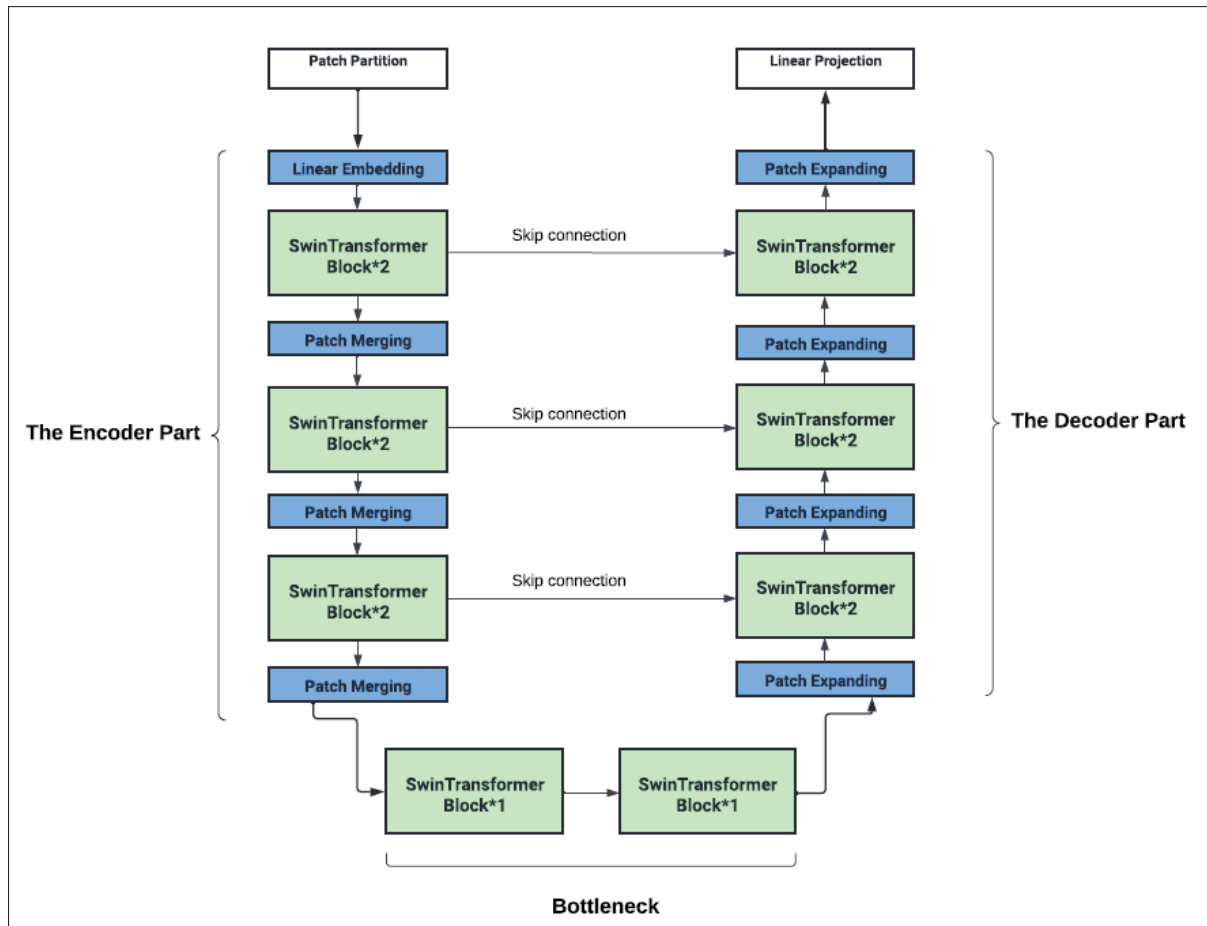 Patch Partition
Linear Projection
Linear Embedding
Patch Expanding
SwinTransformer
Block*2
Skip connection
SwinTransformer
Block*2
Patch Merging
Patch Expanding
The Encoder Part
SwinTransformer
Block*2
Skip connection
SwinTransformer
Block*2
The Decoder Part
Patch Merging
Patch Expanding
SwinTransformer
Block*2
Skip connection
SwinTransformer
Block*2
Patch Merging
Patch Expanding
SwinTransformer
Block*1
SwinTransformer
Block*1
Bottleneck